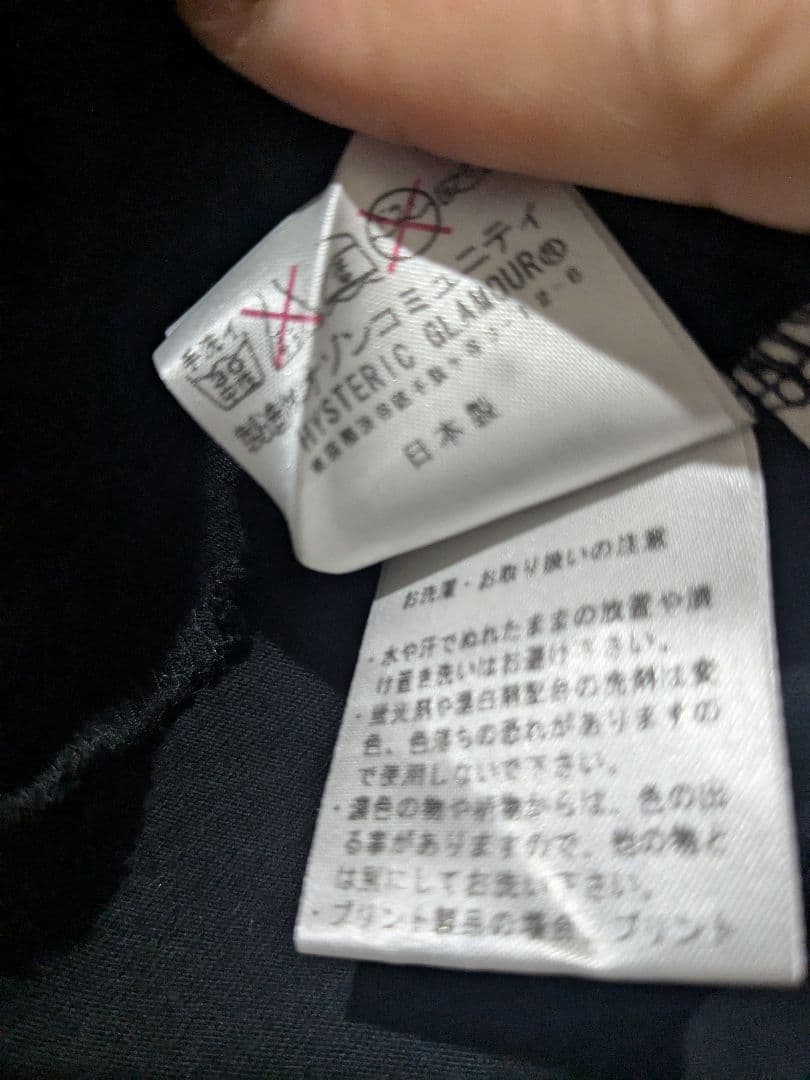 手洗イ
オゾンコミュニティ
HYSTERIC GLAMOUR®
日本製
お洗濯・お取り扱いの注意
・水や汗でぬれたままの放置や漬
け置き洗いはお避け下さい。
・蛍光剤や漂白剤配合の洗剤は変
色、色落ちの恐れがありますの
で使用しないで下さい。
・濃色の物や綿物からは、色の出
る事がありますので、他の物と
は別にしてお洗い下さい。
・プリント製品の場合、プリント